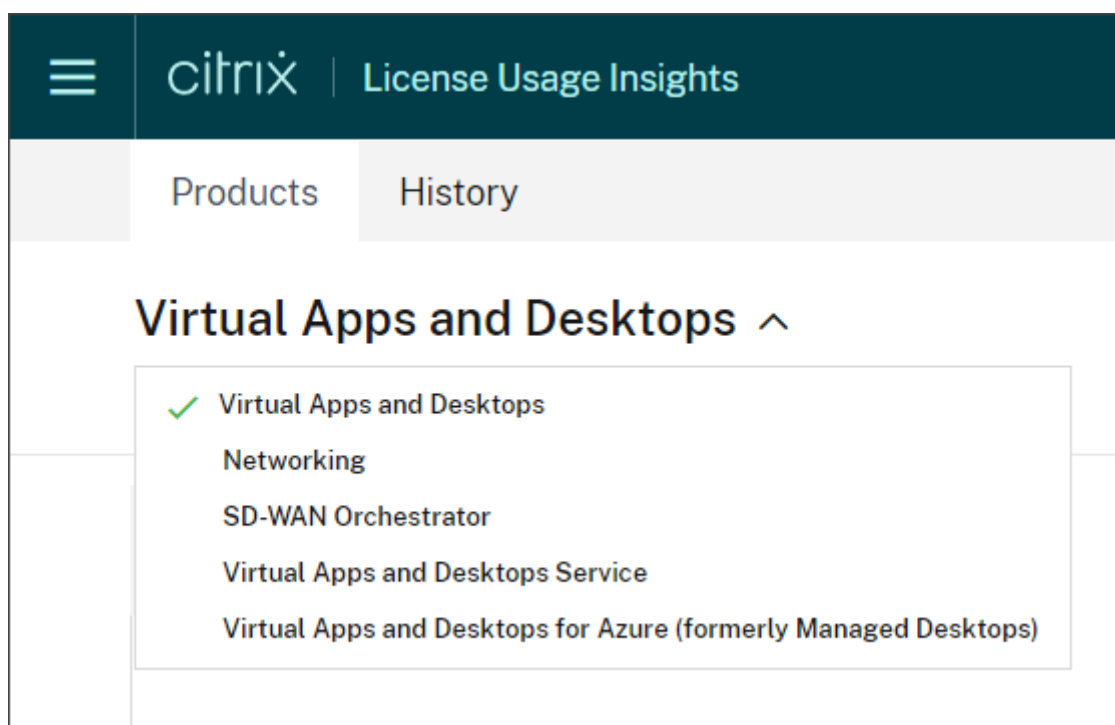 citrix License Usage Insights
Products History
Virtual Apps and Desktops
Virtual Apps and Desktops
Networking
SD-WAN Orchestrator
Virtual Apps and Desktops Service
Virtual Apps and Desktops for Azure (formerly Managed Desktops)